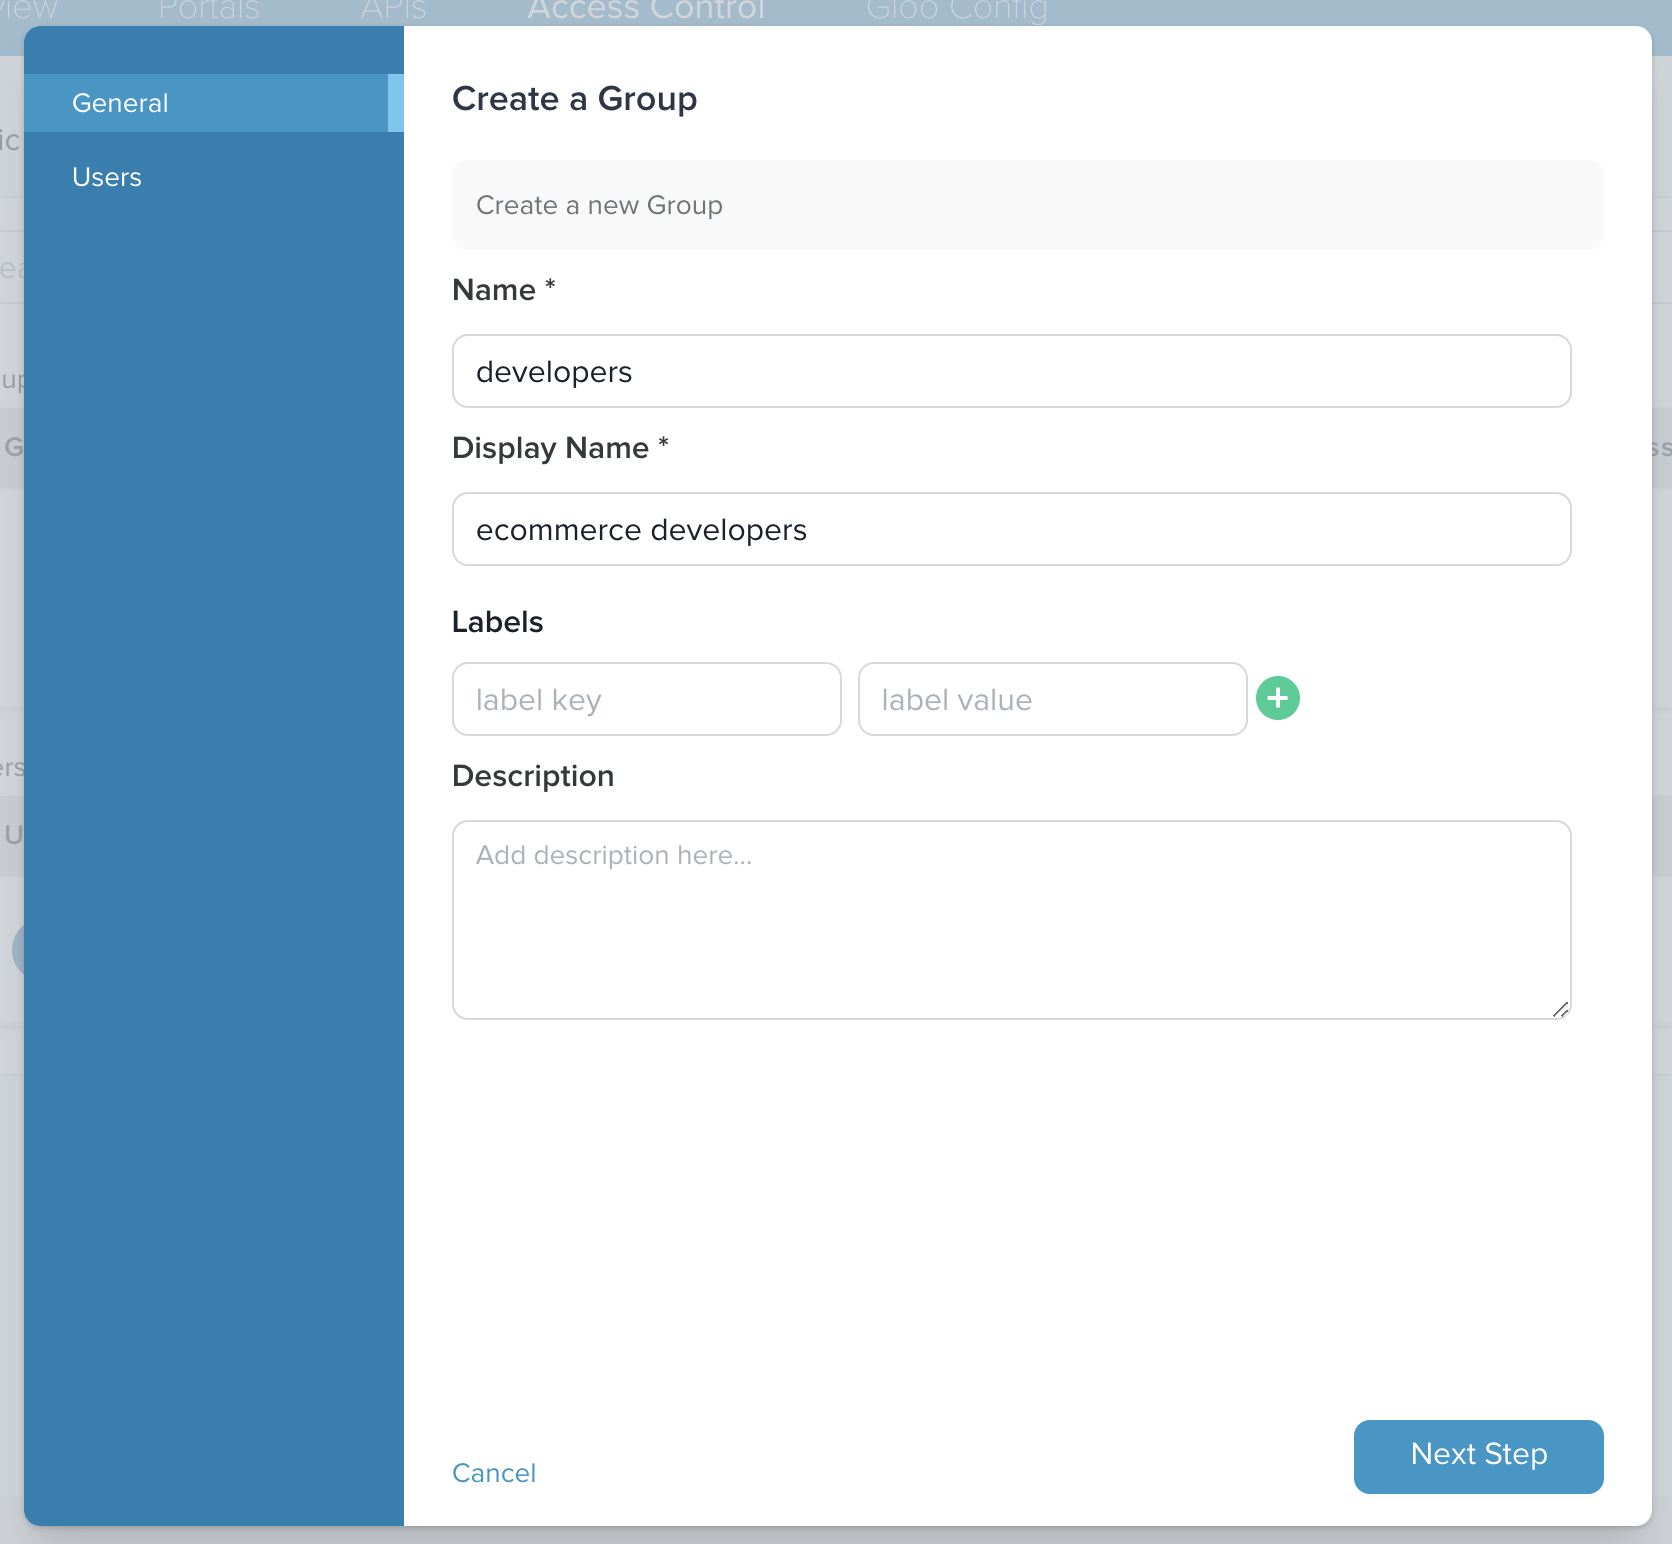 Portals APIs Access Control Gloo Config
General
Users
Create a Group
Create a new Group
Name *
developers
Display Name *
ecommerce developers
Labels
label key label value
Description
Add description here...
Cancel
Next Step